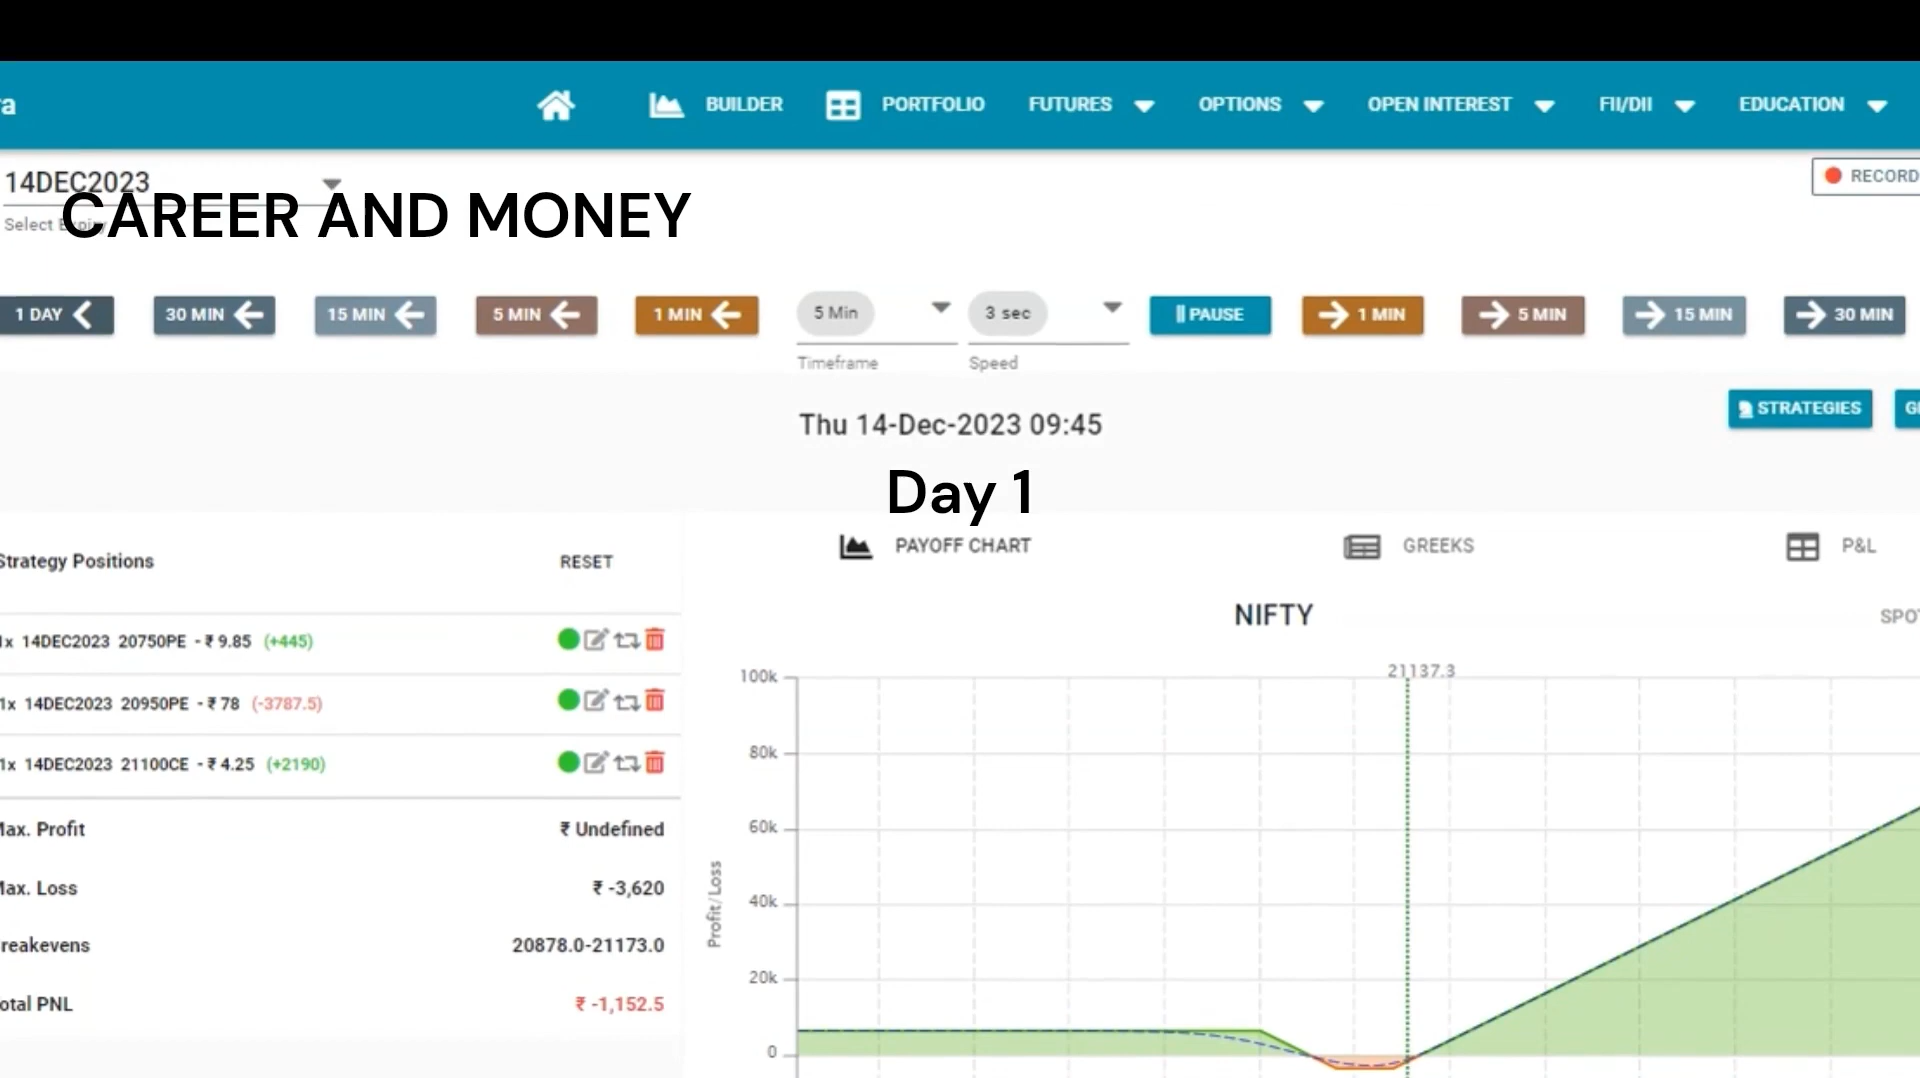 a
BUILDER PORTFOLIO FUTURES OPTIONS OPEN INTEREST FII/DII EDUCATION
14DEC2023
RECORD
CAREER AND MONEY
Select Expiry
1 DAY 30 MIN 15 MIN 5 MIN 1 MIN 5 Min 3 sec PAUSE 1 MIN 5 MIN 15 MIN 30 MIN
Timeframe Speed
Thu 14-Dec-2023 09:45
STRATEGIES G
Day 1
PAYOFF CHART GREEKS P&L
Strategy Positions RESET
NIFTY
SPO
1x 14DEC2023 20750PE - ₹ 9.85 (+445)
21137.3
100k
1x 14DEC2023 20950PE - ₹ 78 (-3787.5)
80k
1x 14DEC2023 21100CE - ₹ 4.25 (+2190)
Max. Profit ₹ Undefined
60k
Max. Loss ₹ -3,620
40k
Profit/Loss
reakevens 20878.0-21173.0
20k
otal PNL ₹ -1,152.5
0